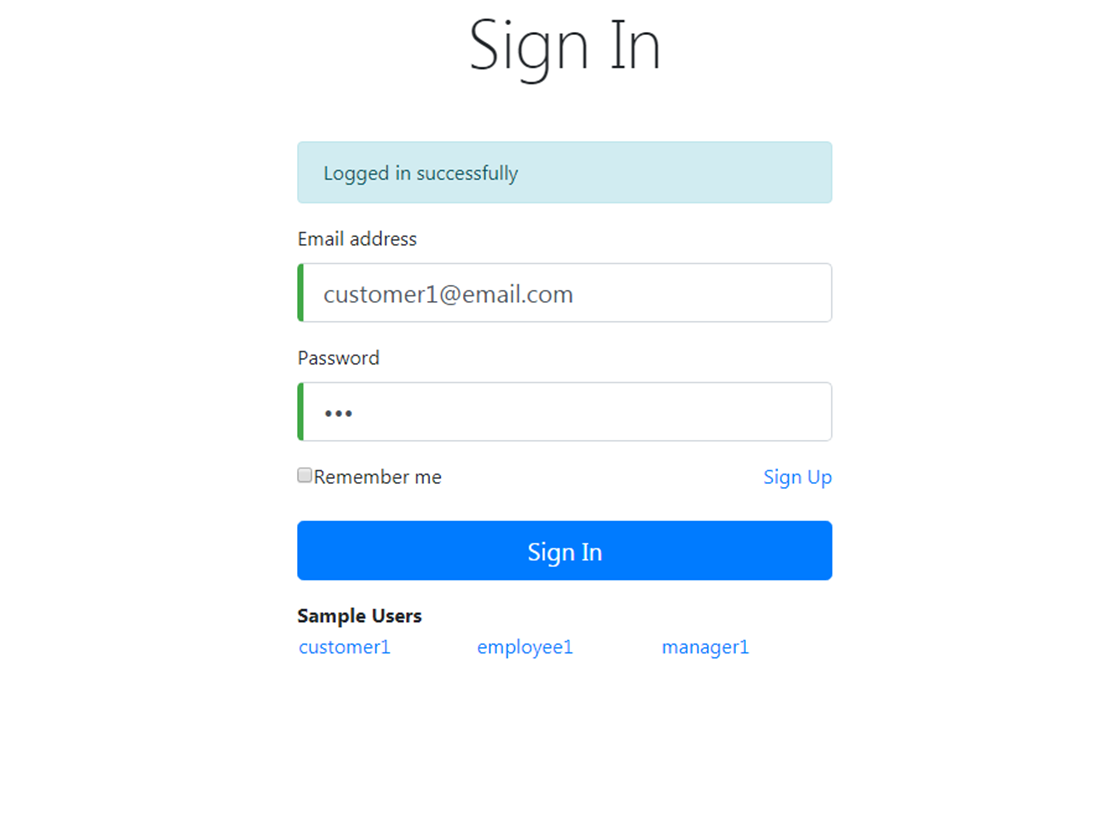 Sign In
Logged in successfully
Email address
customer1@email.com
Password
•••
Remember me Sign Up
Sign In
Sample Users
customer1 employee1 manager1